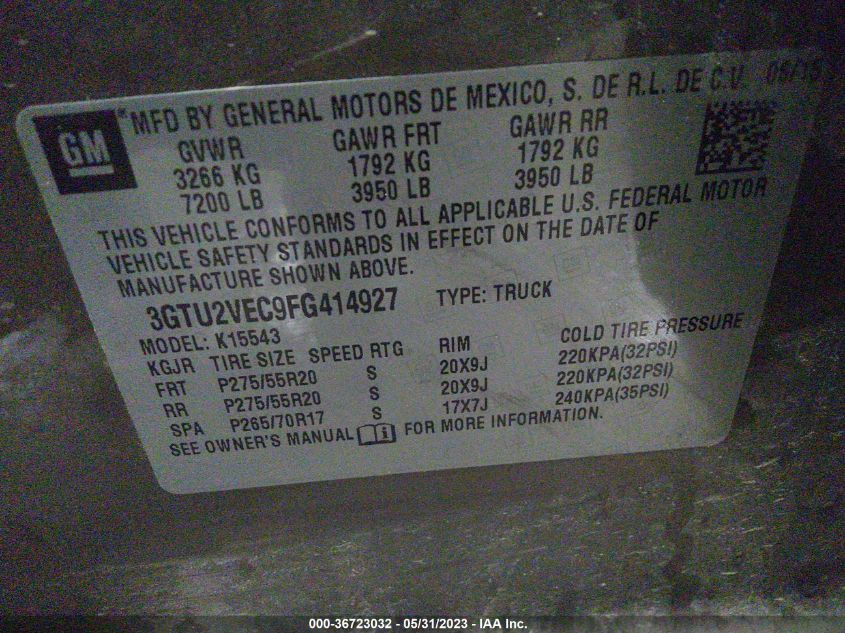 *MFD BY GENERAL MOTORS DE MEXICO, S. DE R.L. DE C.V. 06/15
GM
GVWR GAWR FRT GAWR RR
3266 KG 1792 KG 1792 KG
7200 LB 3950 LB 3950 LB
THIS VEHICLE CONFORMS TO ALL APPLICABLE U.S. FEDERAL MOTOR
VEHICLE SAFETY STANDARDS IN EFFECT ON THE DATE OF
MANUFACTURE SHOWN ABOVE.
3GTU2VEC9FG414927 TYPE: TRUCK
MODEL: K15543
KGJR TIRE SIZE SPEED RTG RIM COLD TIRE PRESSURE
FRT P275/55R20 S 20X9J 220KPA(32PSI)
RR P275/55R20 S 20X9J 220KPA(32PSI)
SPA P265/70R17 S 17X7J 240KPA(35PSI)
SEE OWNER'S MANUAL FOR MORE INFORMATION.
000-36723032 - 05/31/2023 - IAA Inc.